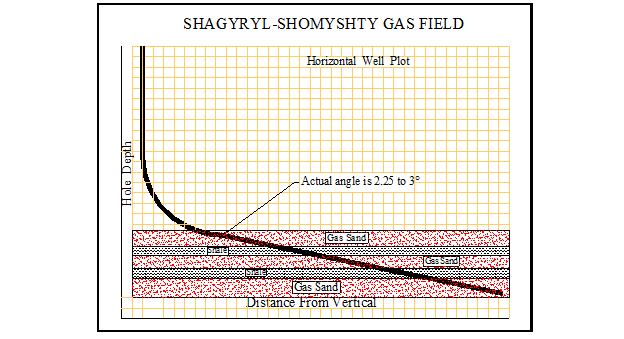 SHAGYRYL-SHOMYSHTY GAS FIELD
Horizontal Well Plot
Hole Depth
Actual angle is 2.25 to 3°
Gas Sand
Shale
Gas Sand
Shale
Gas Sand
Distance From Vertical